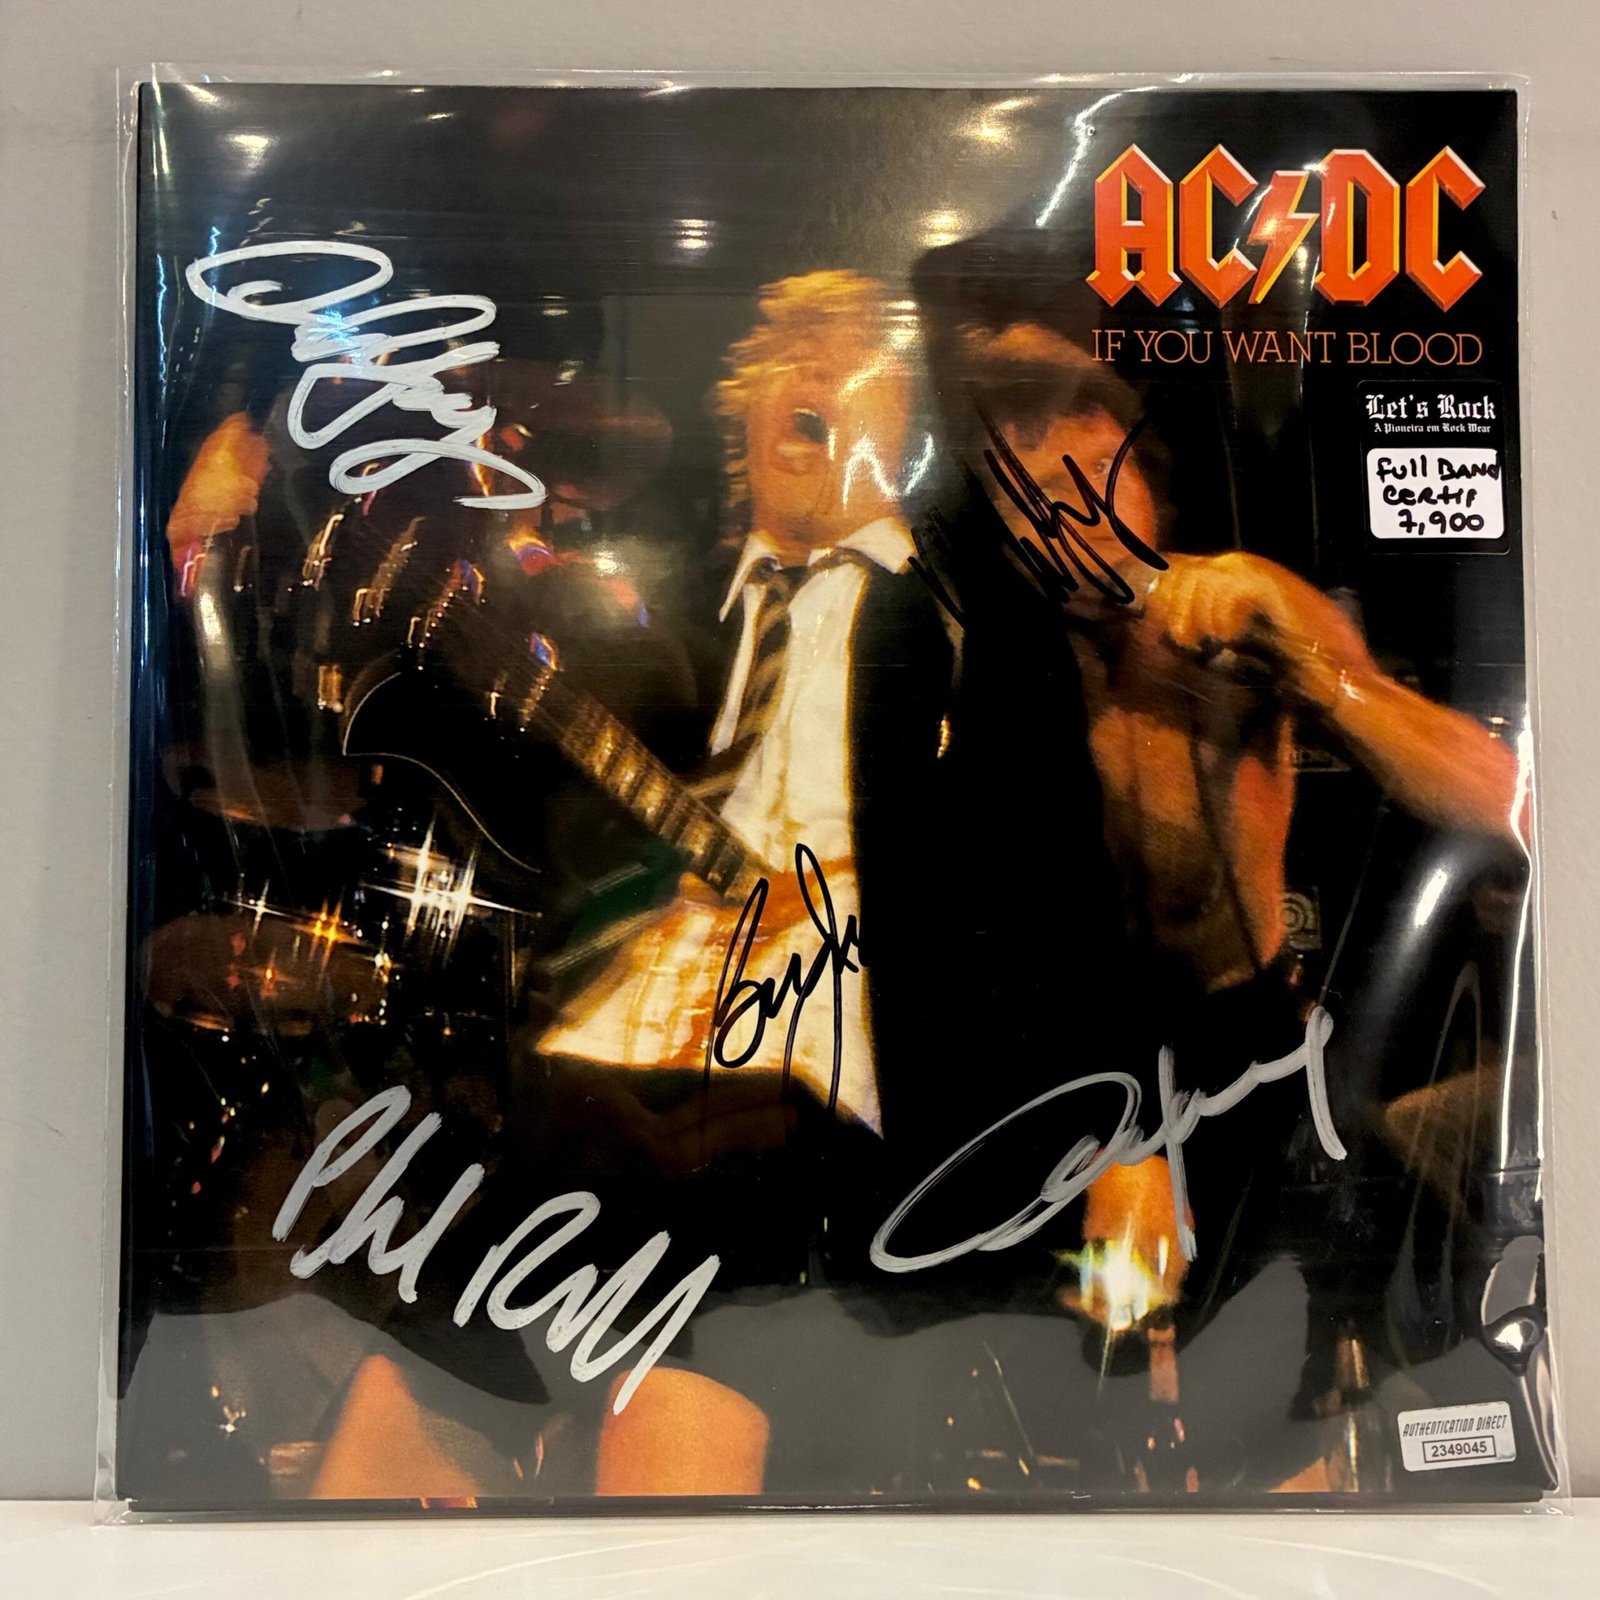 AC⚡DC
IF YOU WANT BLOOD
Let's Rock
A Pioneira em Rock Wear
Full BAND
CERTIF
7,900
Phil Rudd
AUTHENTICATION DIRECT
2349045